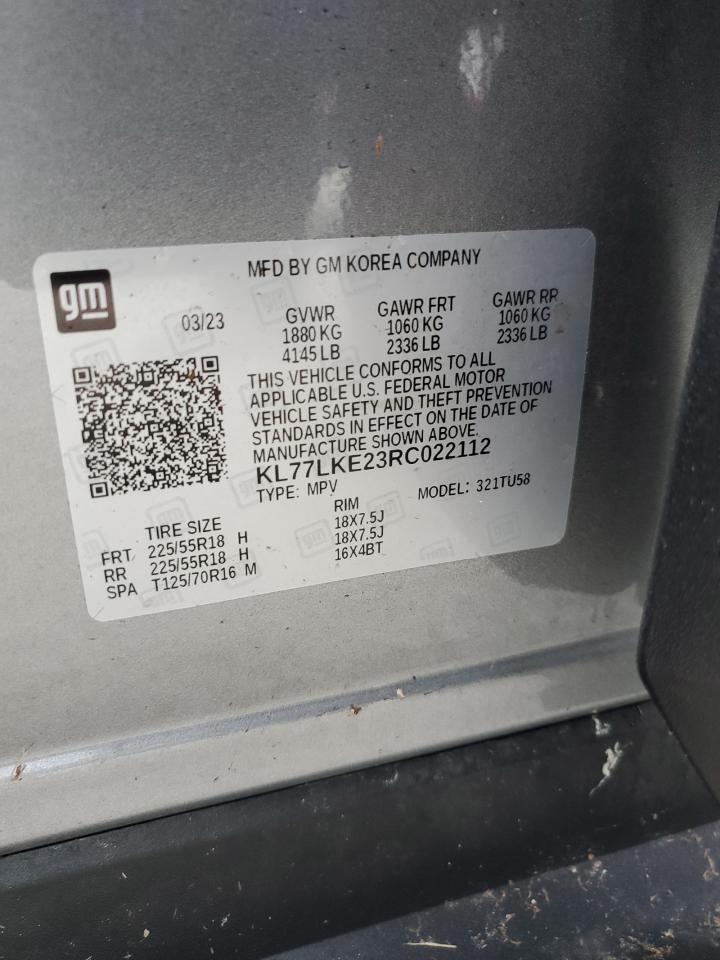 gm
MFD BY GM KOREA COMPANY
03/23
GVWR
1880 KG
4145 LB
GAWR FRT
1060 KG
2336 LB
GAWR RR
1060 KG
2336 LB
THIS VEHICLE CONFORMS TO ALL
APPLICABLE U.S. FEDERAL MOTOR
VEHICLE SAFETY AND THEFT PREVENTION
STANDARDS IN EFFECT ON THE DATE OF
MANUFACTURE SHOWN ABOVE.
KL77LKE23RC022112
TYPE: MPV MODEL: 321TU58
TIRE SIZE RIM
FRT 225/55R18 H 18X7.5J
RR 225/55R18 H 18X7.5J
SPA T125/70R16 M 16X4BT